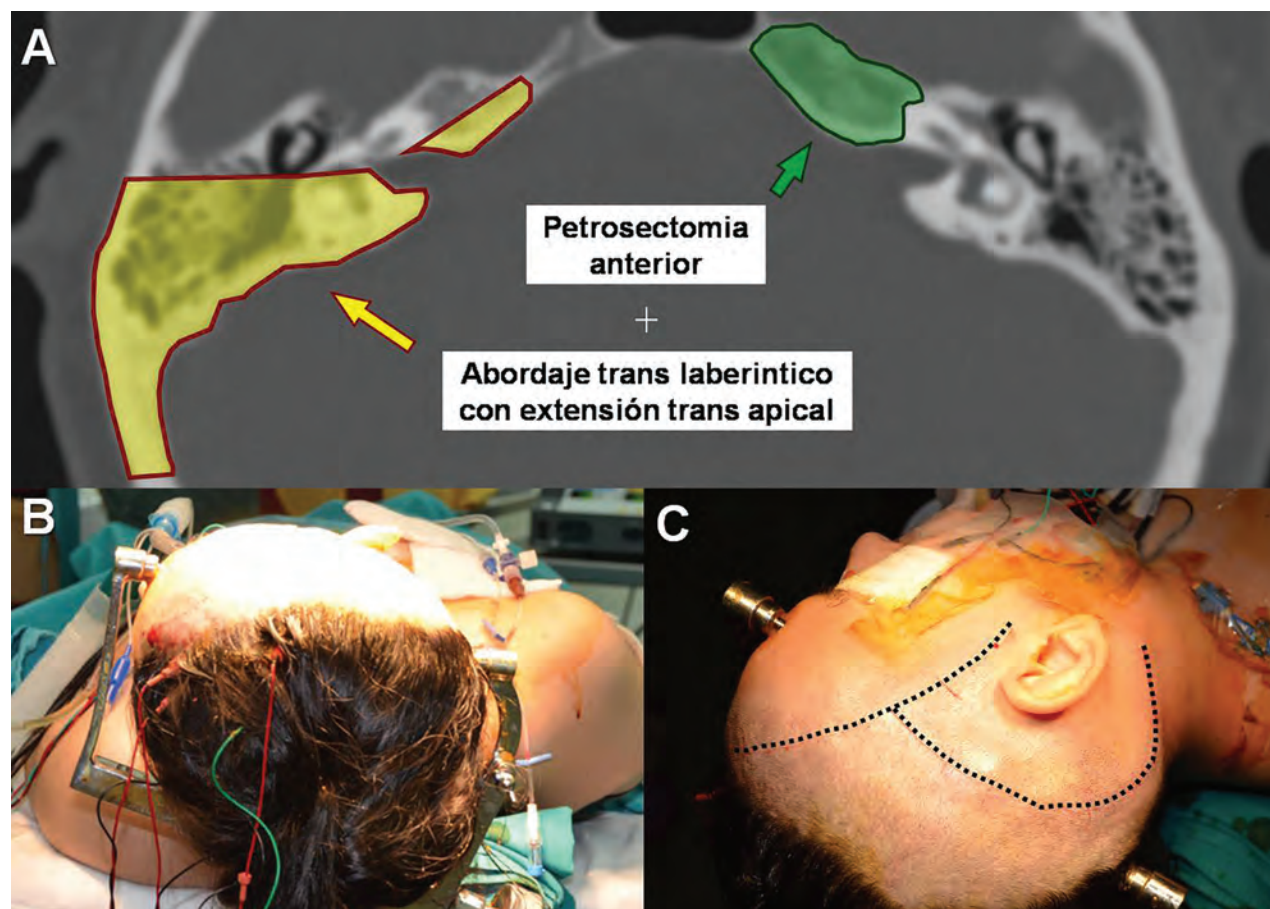 A
Petrosectomia
anterior
+
Abordaje trans laberintico
con extensión trans apical
B
C